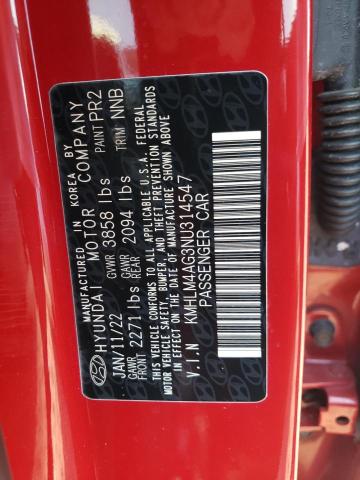 MFD. IN KOREA BY
HYUNDAI MOTOR COMPANY
JAN/11/22 GVWR 3858 lbs PAINT PR2
GAWR FRONT 2271 lbs GAWR REAR 2094 lbs TRIM NNB
THIS VEHICLE CONFORMS TO ALL APPLICABLE U.S.A. FEDERAL
MOTOR VEHICLE SAFETY, BUMPER, AND THEFT PREVENTION STANDARDS
IN EFFECT ON THE DATE OF MANUFACTURE SHOWN ABOVE.
V.I.N KMHLM4AG3NU314547
PASSENGER CAR